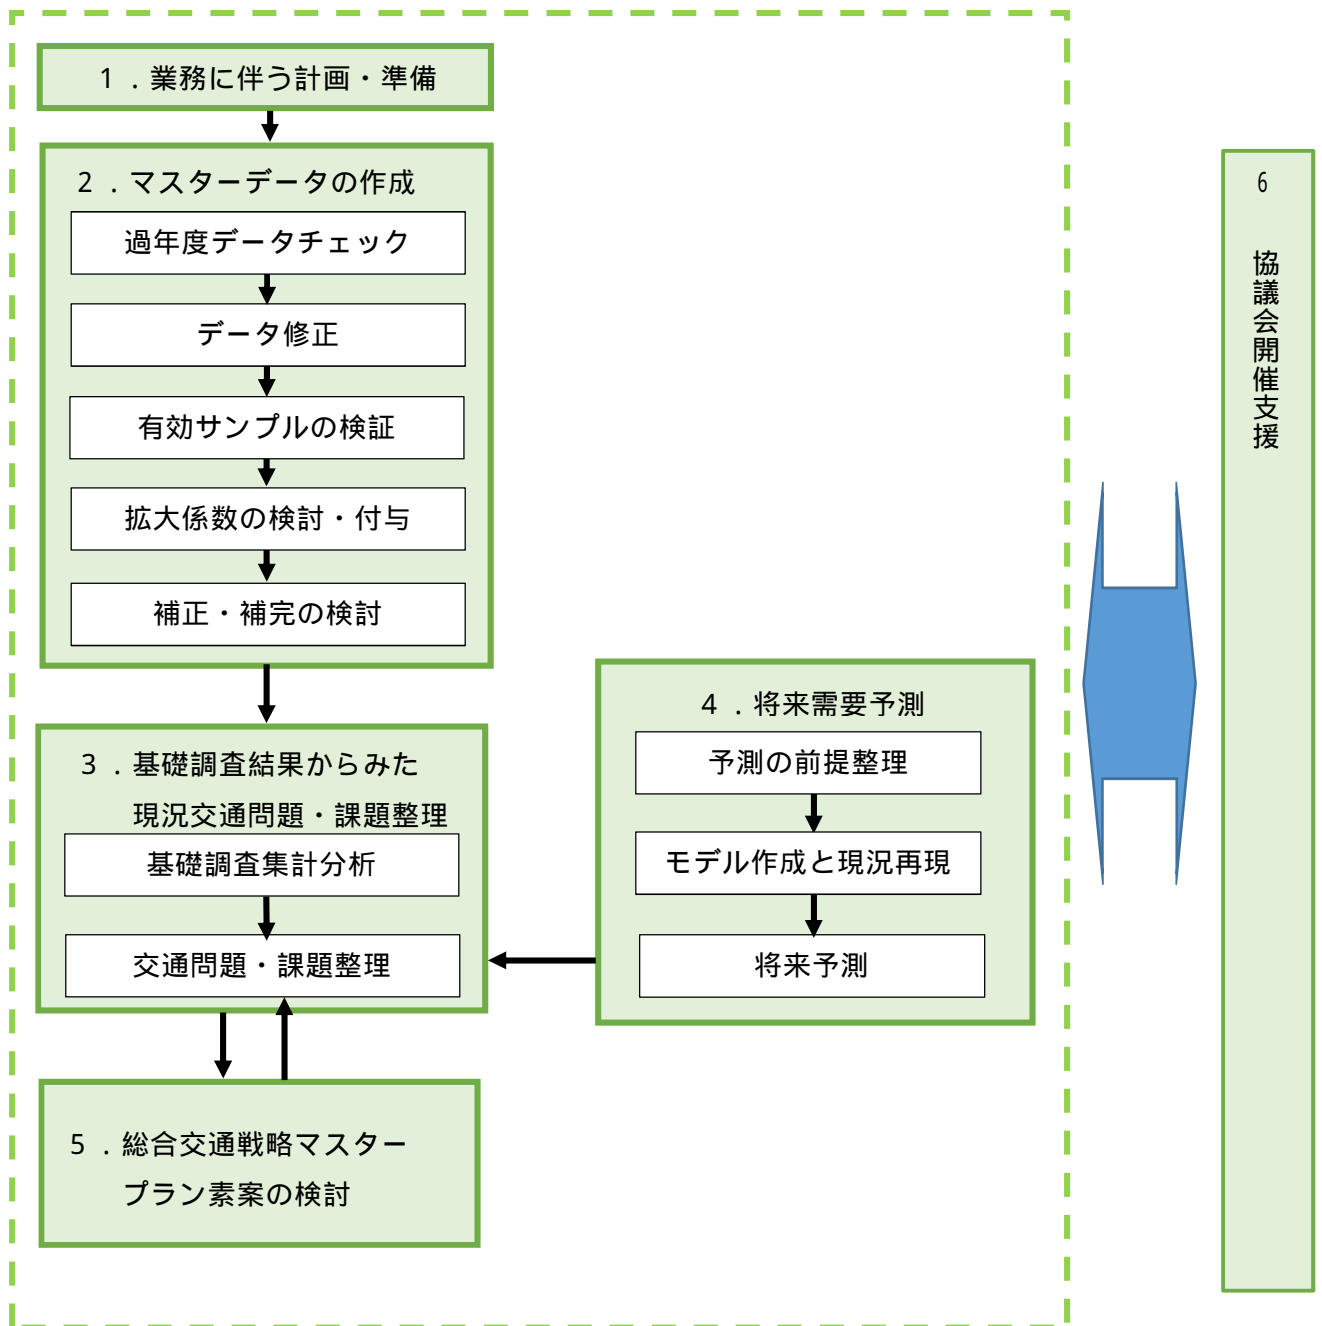 １．業務に伴う計画・準備
２．マスターデータの作成
過年度データチェック
データ修正
有効サンプルの検証
拡大係数の検討・付与
補正・補完の検討
３．基礎調査結果からみた
現況交通問題・課題整理
基礎調査集計分析
交通問題・課題整理
４．将来需要予測
予測の前提整理
モデル作成と現況再現
将来予測
５．総合交通戦略マスター
プラン素案の検討
６　協議会開催支援